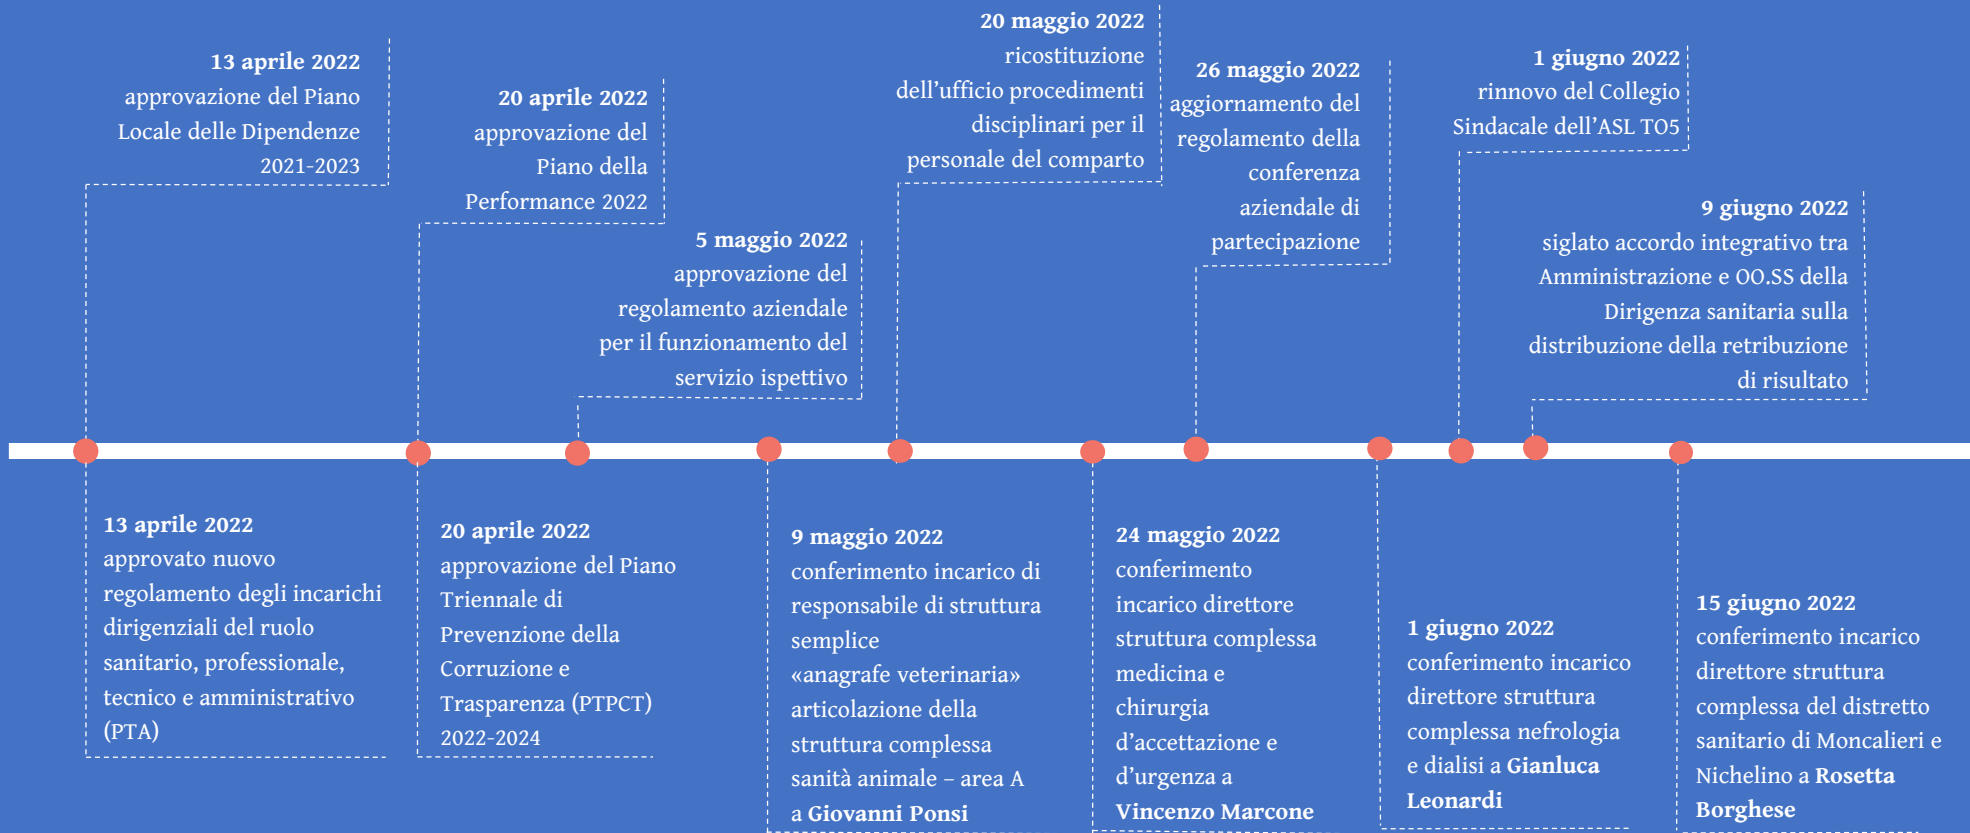 13 aprile 2022
approvazione del Piano
Locale delle Dipendenze
2021-2023
20 aprile 2022
approvazione del
Piano della
Performance 2022
5 maggio 2022
approvazione del
regolamento aziendale
per il funzionamento del
servizio ispettivo
20 maggio 2022
ricostituzione
dell’ufficio procedimenti
disciplinari per il
personale del comparto
26 maggio 2022
aggiornamento del
regolamento della
conferenza
aziendale di
partecipazione
1 giugno 2022
rinnovo del Collegio
Sindacale dell’ASL TO5
9 giugno 2022
siglato accordo integrativo tra
Amministrazione e OO.SS della
Dirigenza sanitaria sulla
distribuzione della retribuzione
di risultato
13 aprile 2022
approvato nuovo
regolamento degli incarichi
dirigenziali del ruolo
sanitario, professionale,
tecnico e amministrativo
(PTA)
20 aprile 2022
approvazione del Piano
Triennale di
Prevenzione della
Corruzione e
Trasparenza (PTPCT)
2022-2024
9 maggio 2022
conferimento incarico di
responsabile di struttura
semplice
«anagrafe veterinaria»
articolazione della
struttura complessa
sanità animale – area A
a Giovanni Ponsi
24 maggio 2022
conferimento
incarico direttore
struttura complessa
medicina e
chirurgia
d’accettazione e
d’urgenza a
Vincenzo Marcone
1 giugno 2022
conferimento incarico
direttore struttura
complessa nefrologia
e dialisi a Gianluca
Leonardi
15 giugno 2022
conferimento incarico
direttore struttura
complessa del distretto
sanitario di Moncalieri e
Nichelino a Rosetta
Borghese